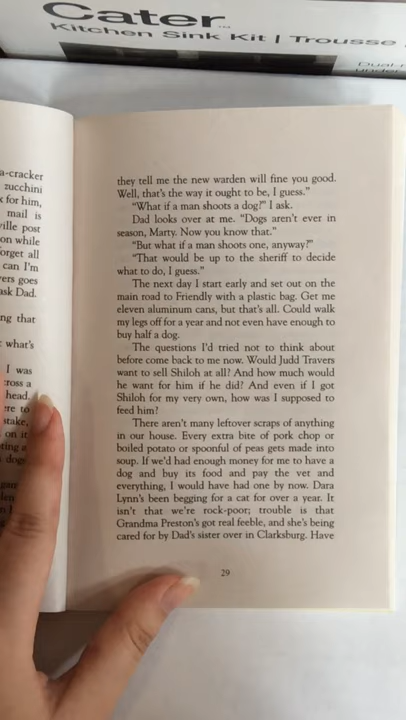 Cater
Kitchen Sink Kit | Trousse
a-cracker
zucchini
for him,
mail is
ville post
on while
orget all
can I'm
vers goes
ask Dad.
ng that
what's
I was
cross a
head.
ere to
stake,
on it
dogs
they tell me the new warden will fine you good.
Well, that's the way it ought to be, I guess."
"What if a man shoots a dog?" I ask.
Dad looks over at me. "Dogs aren't ever in
season, Marty. Now you know that."
"But what if a man shoots one, anyway?"
"That would be up to the sheriff to decide
what to do, I guess."
The next day I start early and set out on the
main road to Friendly with a plastic bag. Get me
eleven aluminum cans, but that's all. Could walk
my legs off for a year and not even have enough to
buy half a dog.
The questions I'd tried not to think about
before come back to me now. Would Judd Travers
want to sell Shiloh at all? And how much would
he want for him if he did? And even if I got
Shiloh for my very own, how was I supposed to
feed him?
There aren't many leftover scraps of anything
in our house. Every extra bite of pork chop or
boiled potato or spoonful of peas gets made into
soup. If we'd had enough money for me to have a
dog and buy its food and pay the vet and
everything, I would have had one by now. Dara
Lynn's been begging for a cat for over a year. It
isn't that we're rock-poor; trouble is that
Grandma Preston's got real feeble, and she's being
cared for by Dad's sister over in Clarksburg. Have
29